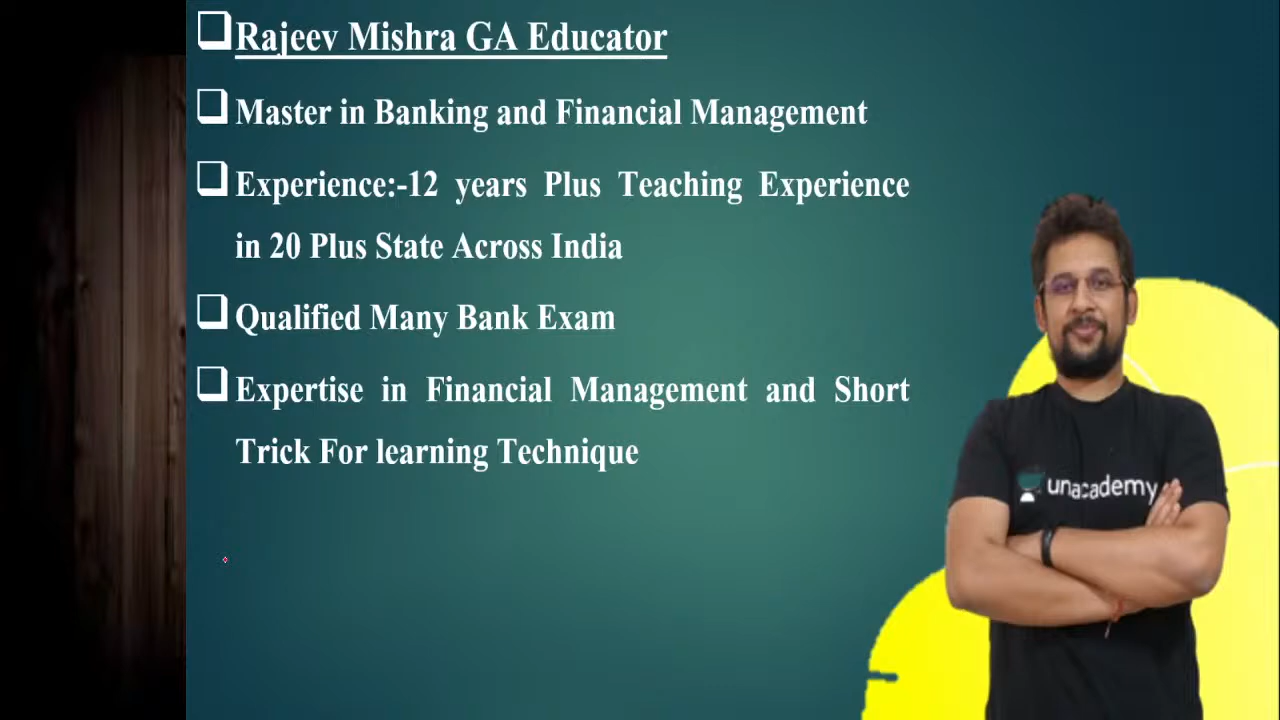 Rajeev Mishra GA Educator
Master in Banking and Financial Management
Experience:-12 years Plus Teaching Experience
in 20 Plus State Across India
Qualified Many Bank Exam
Expertise in Financial Management and Short
Trick For learning Technique
unacademy